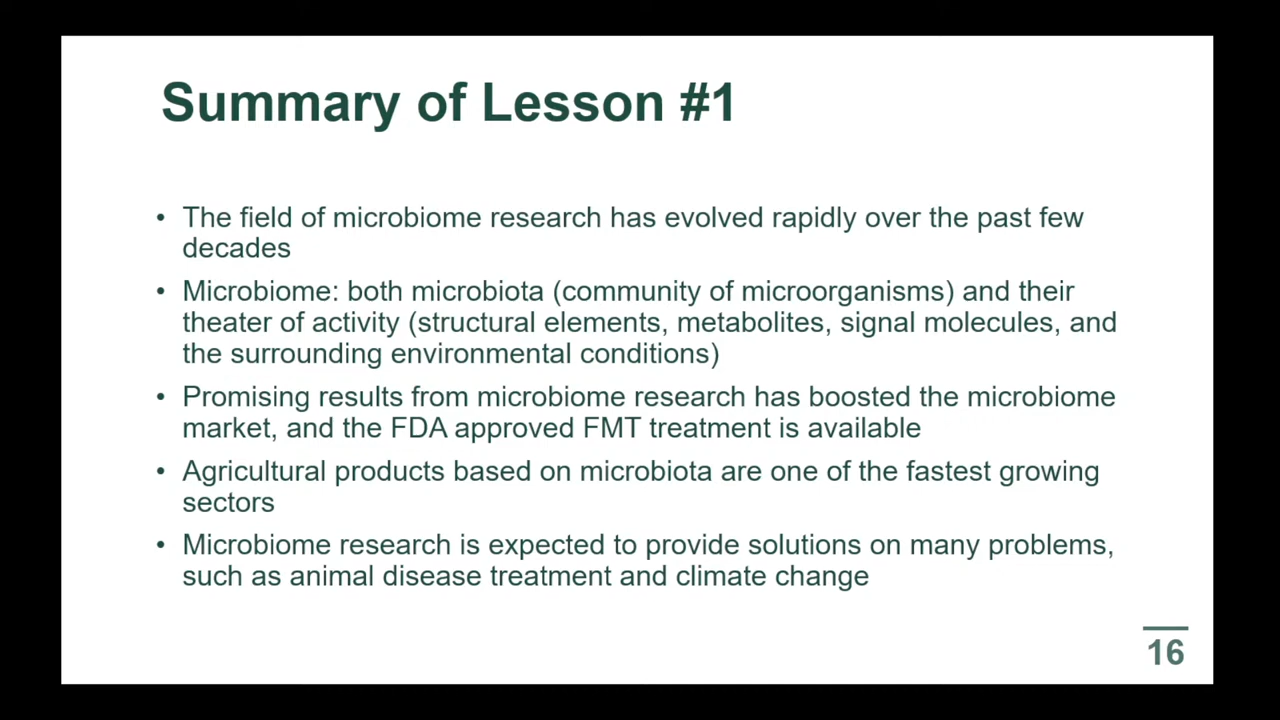 Summary of Lesson #1
• The field of microbiome research has evolved rapidly over the past few
decades
• Microbiome: both microbiota (community of microorganisms) and their
theater of activity (structural elements, metabolites, signal molecules, and
the surrounding environmental conditions)
• Promising results from microbiome research has boosted the microbiome
market, and the FDA approved FMT treatment is available
• Agricultural products based on microbiota are one of the fastest growing
sectors
• Microbiome research is expected to provide solutions on many problems,
such as animal disease treatment and climate change
16